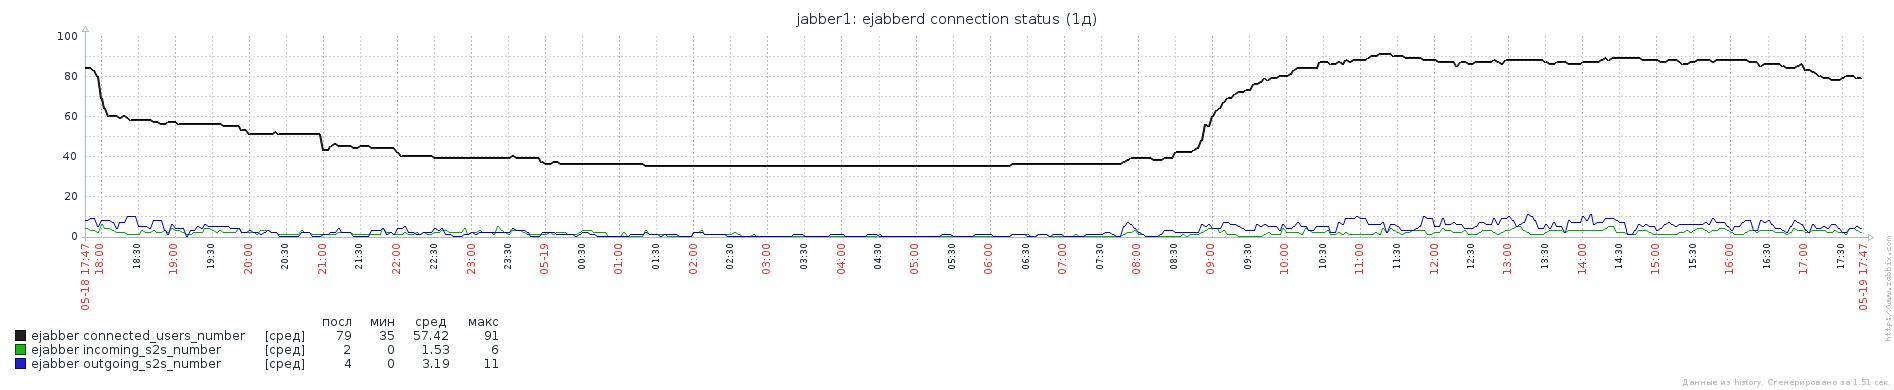 jabber1: ejabberd connection status (1д)
100
80
60
40
20
0
05-18 17:47 18:00 18:30 19:00 19:30 20:00 20:30 21:00 21:30 22:00 22:30 23:00 23:30 05-19 00:30 01:00 01:30 02:00 02:30 03:00 03:30 04:00 04:30 05:00 05:30 06:00 06:30 07:00 07:30 08:00 08:30 09:00 09:30 10:00 10:30 11:00 11:30 12:00 12:30 13:00 13:30 14:00 14:30 15:00 15:30 16:00 16:30 17:00 17:30 05-19 17:47
http://www.zabbix.com
посл мин сред макс
ejabber connected_users_number [сред] 79 35 57.42 91
ejabber incoming_s2s_number [сред] 2 0 1.53 6
ejabber outgoing_s2s_number [сред] 4 0 3.19 11
Данные из history. Сгенерировано за 1.51 сек.